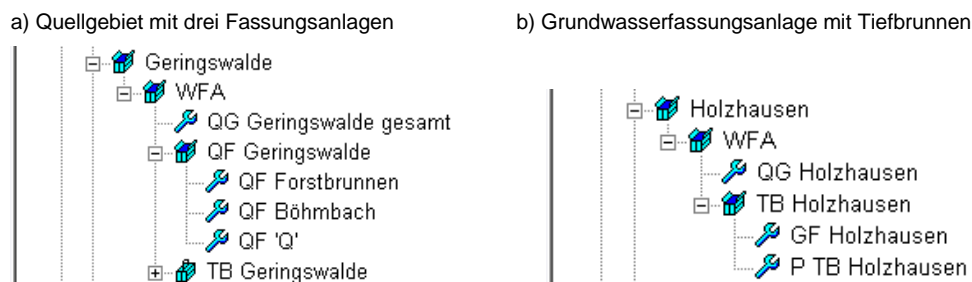 a) Quellgebiet mit drei Fassungsanlagen
Geringswalde
WFA
QG Geringswalde gesamt
QF Geringswalde
QF Forstbrunnen
QF Böhmbach
QF 'Q'
TB Geringswalde
b) Grundwasserfassungsanlage mit Tiefbrunnen
Holzhausen
WFA
QG Holzhausen
TB Holzhausen
GF Holzhausen
P TB Holzhausen